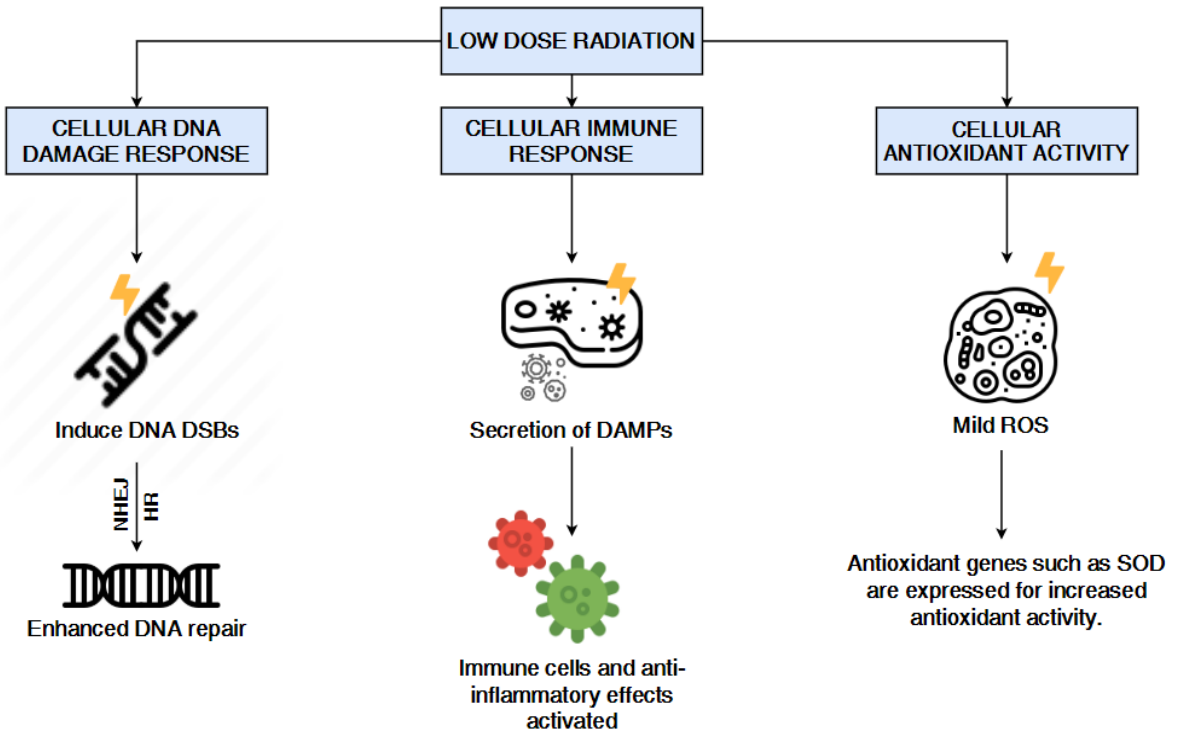 LOW DOSE RADIATION
CELLULAR DNA
DAMAGE RESPONSE
CELLULAR IMMUNE
RESPONSE
CELLULAR
ANTIOXIDANT ACTIVITY
Induce DNA DSBs
Secretion of DAMPs
Mild ROS
NHEJ
HR
Enhanced DNA repair
Immune cells and anti-
inflammatory effects
activated
Antioxidant genes such as SOD
are expressed for increased
antioxidant activity.